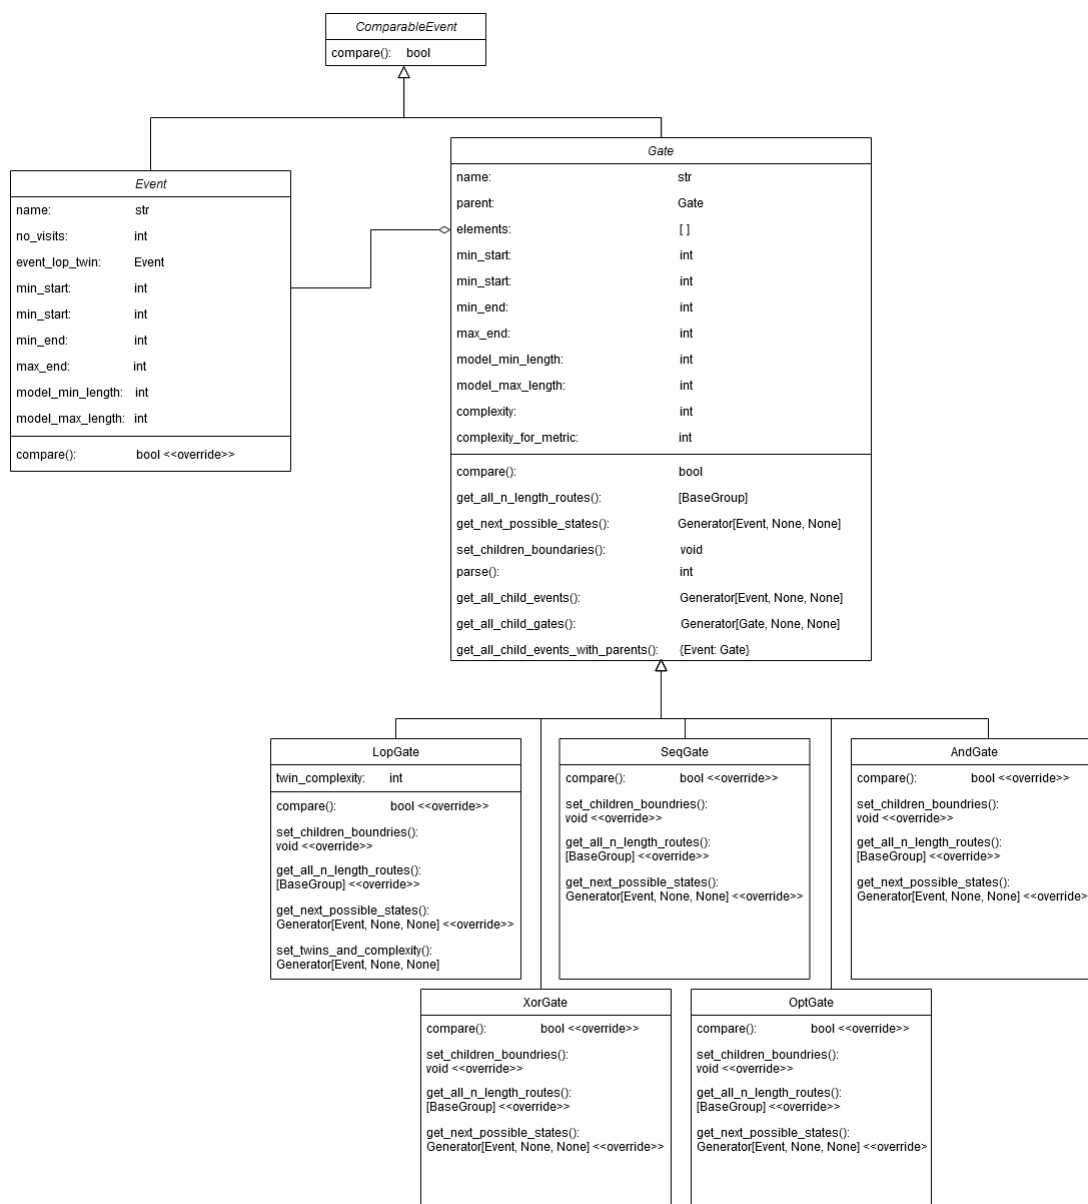 ComparableEvent
compare(): bool
Event
name: str
no_visits: int
event_lop_twin: Event
min_start: int
min_start: int
min_end: int
max_end: int
model_min_length: int
model_max_length: int
compare(): bool <<override>>
Gate
name: str
parent: Gate
elements: [ ]
min_start: int
min_start: int
min_end: int
max_end: int
model_min_length: int
model_max_length: int
complexity: int
complexity_for_metric: int
compare(): bool
get_all_n_length_routes(): [BaseGroup]
get_next_possible_states(): Generator[Event, None, None]
set_children_boundaries(): void
parse(): int
get_all_child_events(): Generator[Event, None, None]
get_all_child_gates(): Generator[Gate, None, None]
get_all_child_events_with_parents(): {Event: Gate}
LopGate
twin_complexity: int
compare(): bool <<override>>
set_children_boundries():
void <<override>>
get_all_n_length_routes():
[BaseGroup] <<override>>
get_next_possible_states():
Generator[Event, None, None] <<override>>
set_twins_and_complexity():
Generator[Event, None, None]
SeqGate
compare(): bool <<override>>
set_children_boundries():
void <<override>>
get_all_n_length_routes():
[BaseGroup] <<override>>
get_next_possible_states():
Generator[Event, None, None] <<override>>
AndGate
compare(): bool <<override>>
set_children_boundries():
void <<override>>
get_all_n_length_routes():
[BaseGroup] <<override>>
get_next_possible_states():
Generator[Event, None, None] <<override>
XorGate
compare(): bool <<override>>
set_children_boundries():
void <<override>>
get_all_n_length_routes():
[BaseGroup] <<override>>
get_next_possible_states():
Generator[Event, None, None] <<override>>
OptGate
compare(): bool <<override>>
set_children_boundries():
void <<override>>
get_all_n_length_routes():
[BaseGroup] <<override>>
get_next_possible_states():
Generator[Event, None, None] <<override>